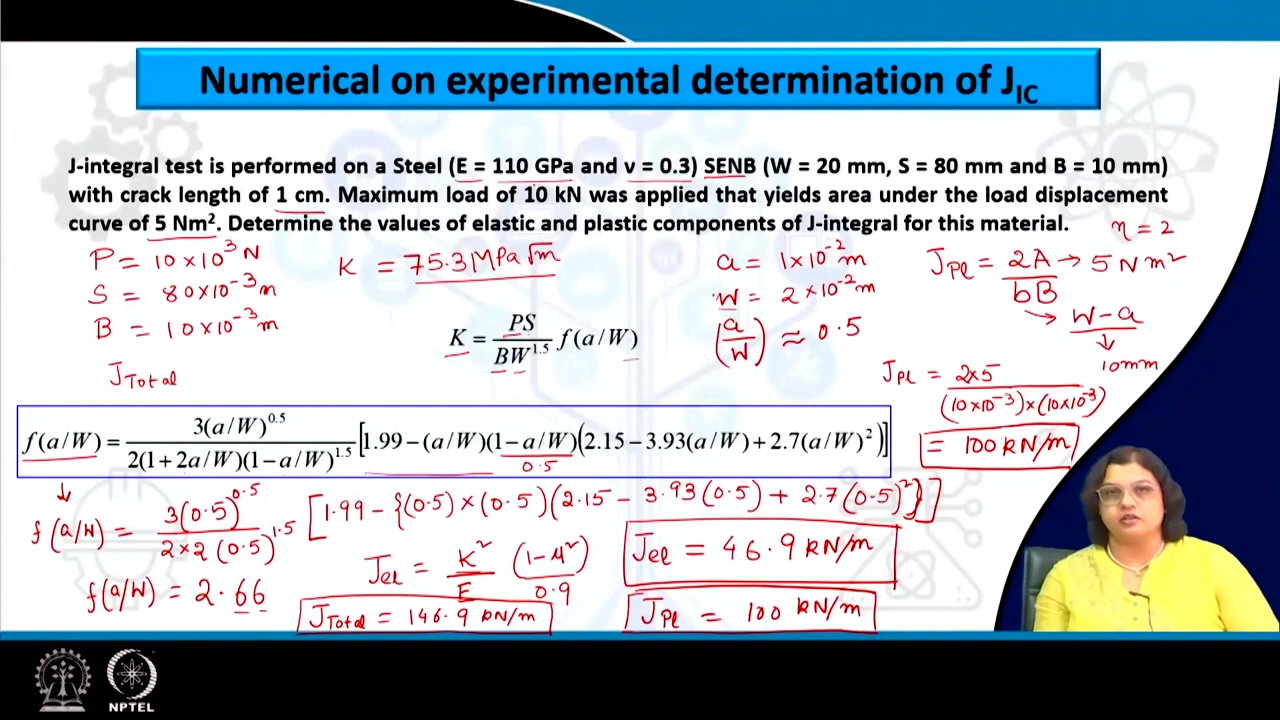 Numerical on experimental determination of J_IC
J-integral test is performed on a Steel (E = 110 GPa and v = 0.3) SENB (W = 20 mm, S = 80 mm and B = 10 mm)
with crack length of 1 cm. Maximum load of 10 kN was applied that yields area under the load displacement
curve of 5 Nm². Determine the values of elastic and plastic components of J-integral for this material.
η = 2
P = 10×10³ N
S = 80×10⁻³ m
B = 10×10⁻³ m
J_Total
K = 75.3 MPa √m
K = PS / BW^1.5 f(a/W)
a = 1×10⁻² m
W = 2×10⁻² m
(a/W) ≈ 0.5
J_Pl = 2A / bB → 5 N m²
→ W-a
↓
10mm
J_Pl = 2×5 / (10×10⁻³)×(10×10⁻³)
= 100 kN/m
f(a/W) = 3(a/W)^0.5 / 2(1+2a/W)(1−a/W)^1.5 [1.99−(a/W)(1−a/W)(2.15−3.93(a/W)+2.7(a/W)²)]
0.5
↓
f(a/W) = 3(0.5)^0.5 / 2×2(0.5)^1.5 [1.99 - {(0.5)×(0.5)(2.15 - 3.93(0.5) + 2.7(0.5)²}]
f(a/W) = 2.66
J_el = K² / E (1-μ²)
0.9
J_Total = 146.9 kN/m
J_el = 46.9 kN/m
J_Pl = 100 kN/m
NPTEL